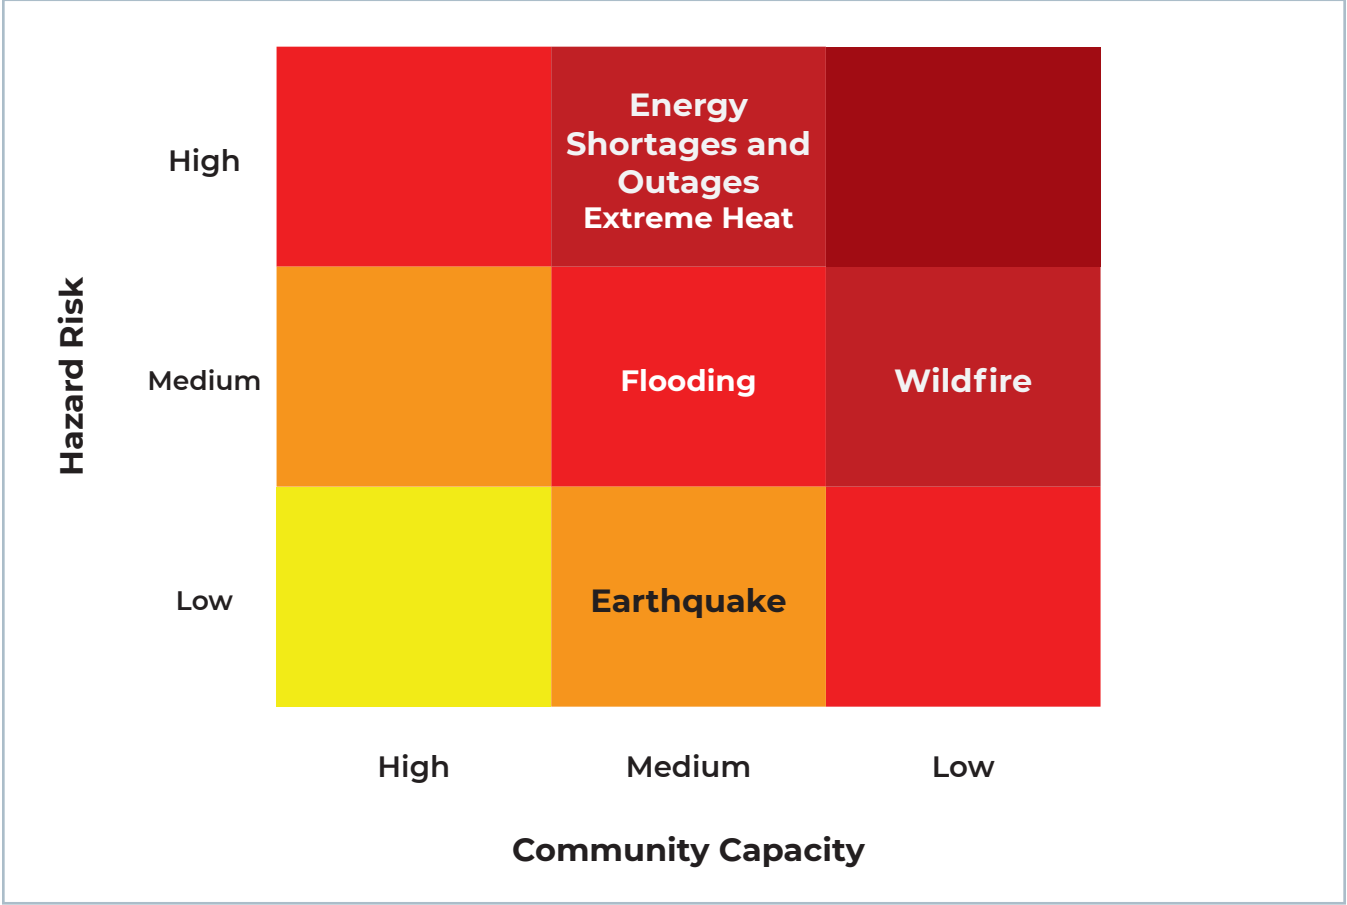 Energy
Shortages and
Outages
Extreme Heat
High
Hazard Risk
Medium
Flooding
Wildfire
Low
Earthquake
High
Medium
Low
Community Capacity